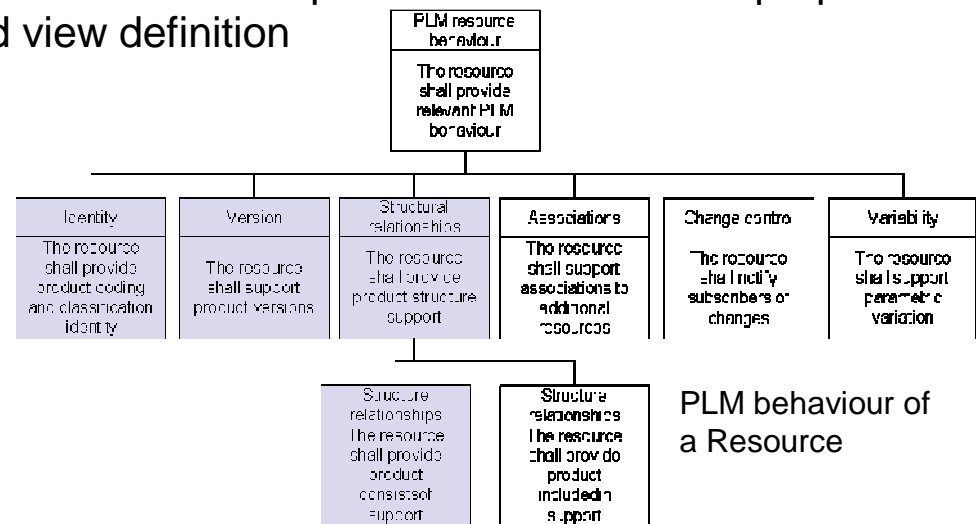 d view definition
PLM resource
behaviour
The resource
shall provide
relevant PLM
behaviour
Identity
The resource
shall provide
product coding
and classification
identity
Version
The resource
shall support
product versions
Structural
relationships
The resource
shall provide
product structure
support
Associations
The resource
shall support
associations to
additional
resources
Change control
The resource
shall notify
subscribers of
changes
Variability
The resource
shall support
parametric
variation
Structure
relationships
The resource
shall provide
product
consistsof
support
Structure
relationships
The resource
shall provide
product
includedin
support
PLM behaviour of
a Resource